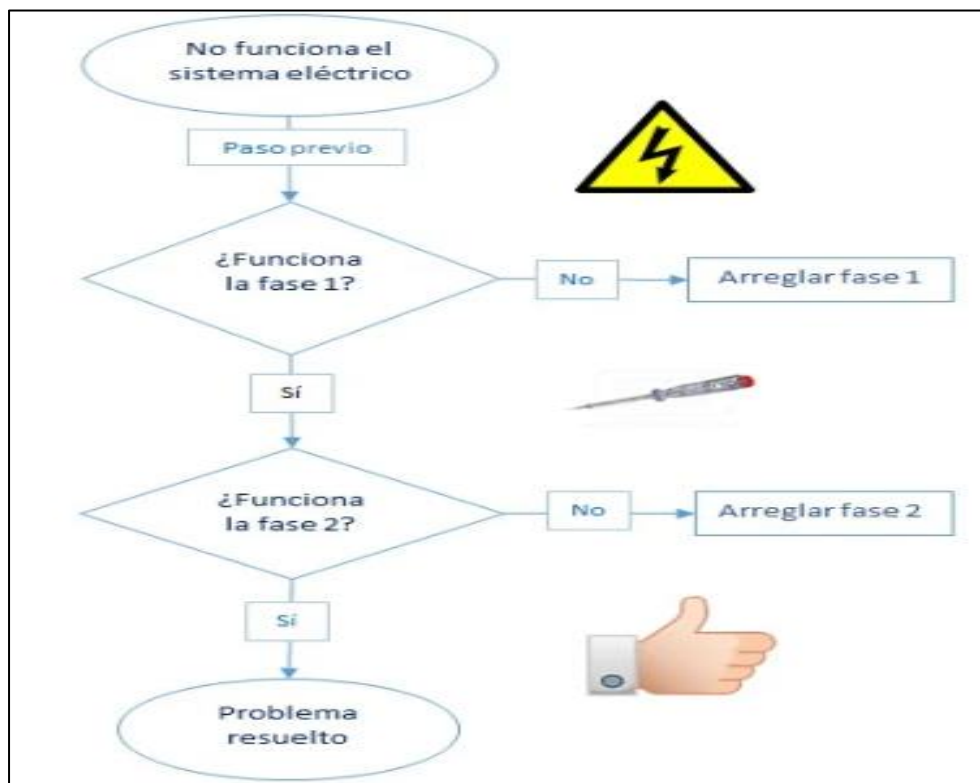 No funciona el
sistema eléctrico
Paso previo
¿Funciona
la fase 1?
No
Arreglar fase 1
Sí
¿Funciona
la fase 2?
No
Arreglar fase 2
Sí
Problema
resuelto